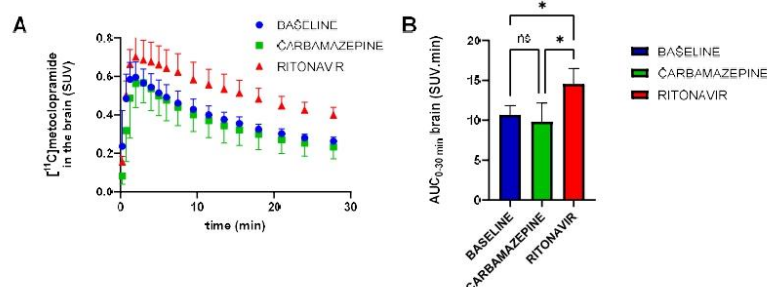 A
BASELINE
CARBAMAZEPINE
RITONAVIR
[¹¹C]metoclopramide
in the brain (SUV)
0.8
0.6
0.4
0.2
0.0
0
10
20
30
time (min)
B
*
ns
*
AUC0-30 min brain (SUV.min)
20
15
10
5
0
BASELINE
CARBAMAZEPINE
RITONAVIR
BASELINE
CARBAMAZEPINE
RITONAVIR